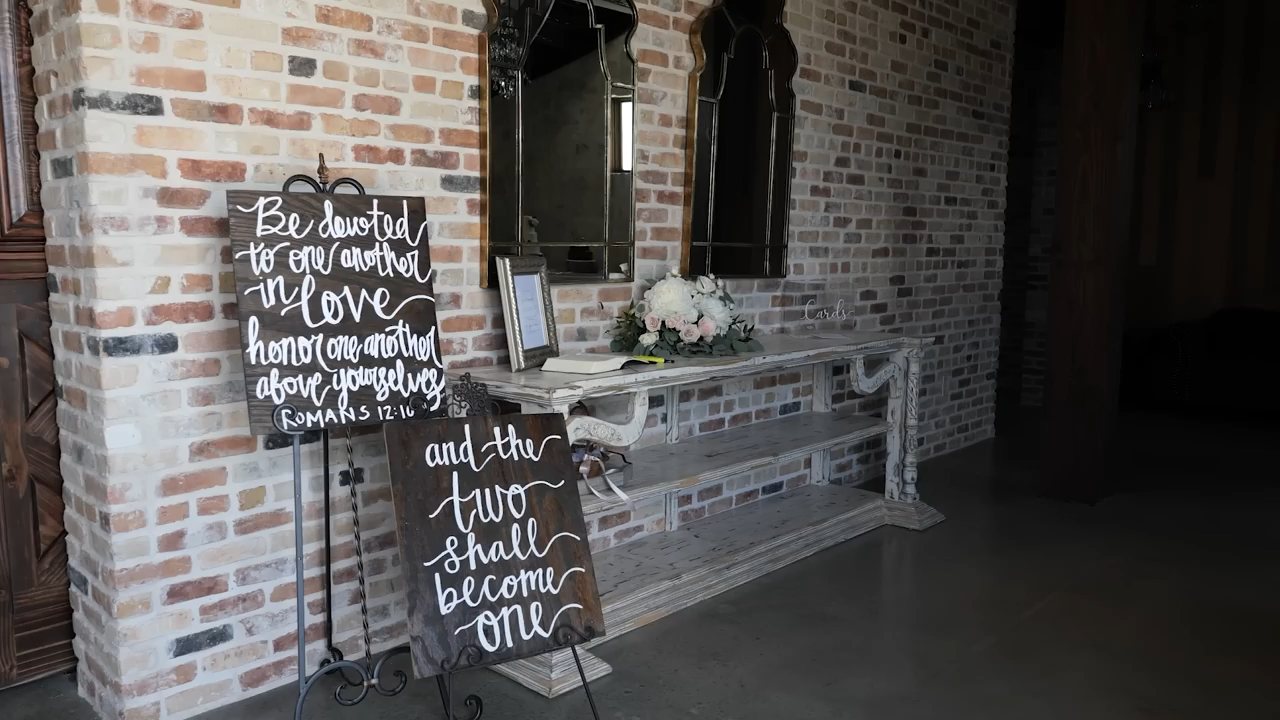 Be devoted
to one another
in love
honor one another
above yourselves
ROMANS 12:10
and the
two
shall
become
one
Cards